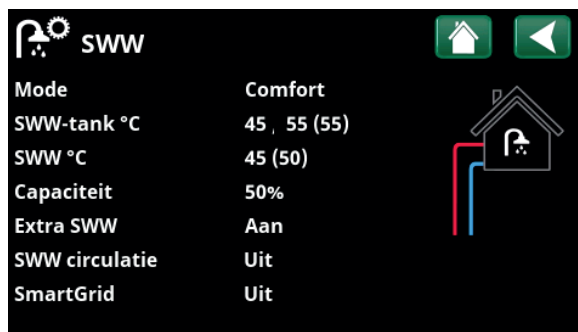 SWW
Mode Comfort
SWW-tank °C 45 , 55 (55)
SWW °C 45 (50)
Capaciteit 50%
Extra SWW Aan
SWW circulatie Uit
SmartGrid Uit